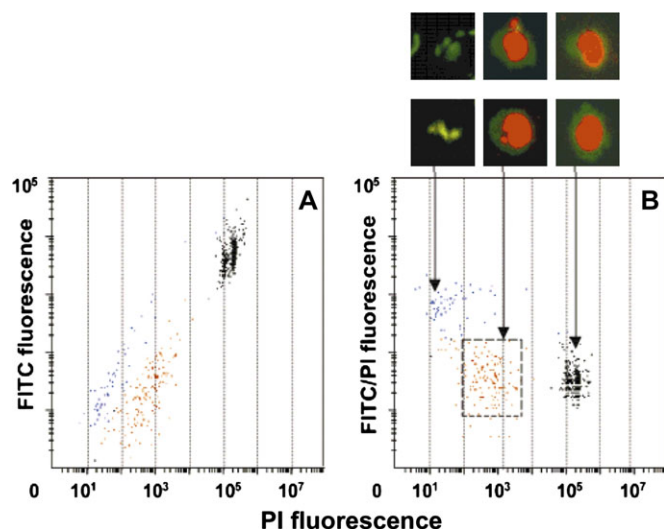 10⁵
A
FITC fluorescence
0
10¹
10³
10⁵
10⁷
10⁵
B
FITC/PI fluorescence
0
10¹
10³
10⁵
10⁷
PI fluorescence